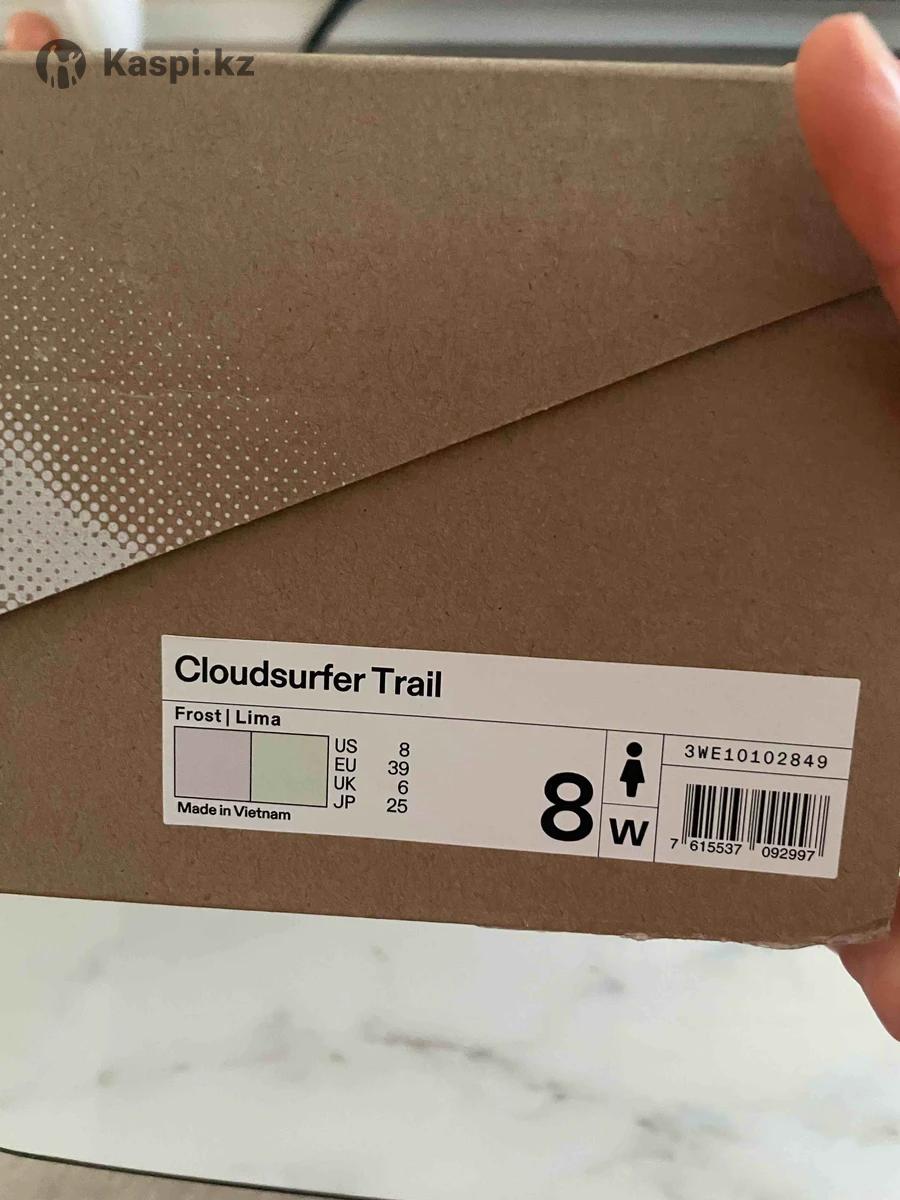 Kaspi.kz
Cloudsurfer Trail
Frost | Lima
US 8
EU 39
UK 6
JP 25
Made in Vietnam
8
W
3WE10102849
7 615537 092997